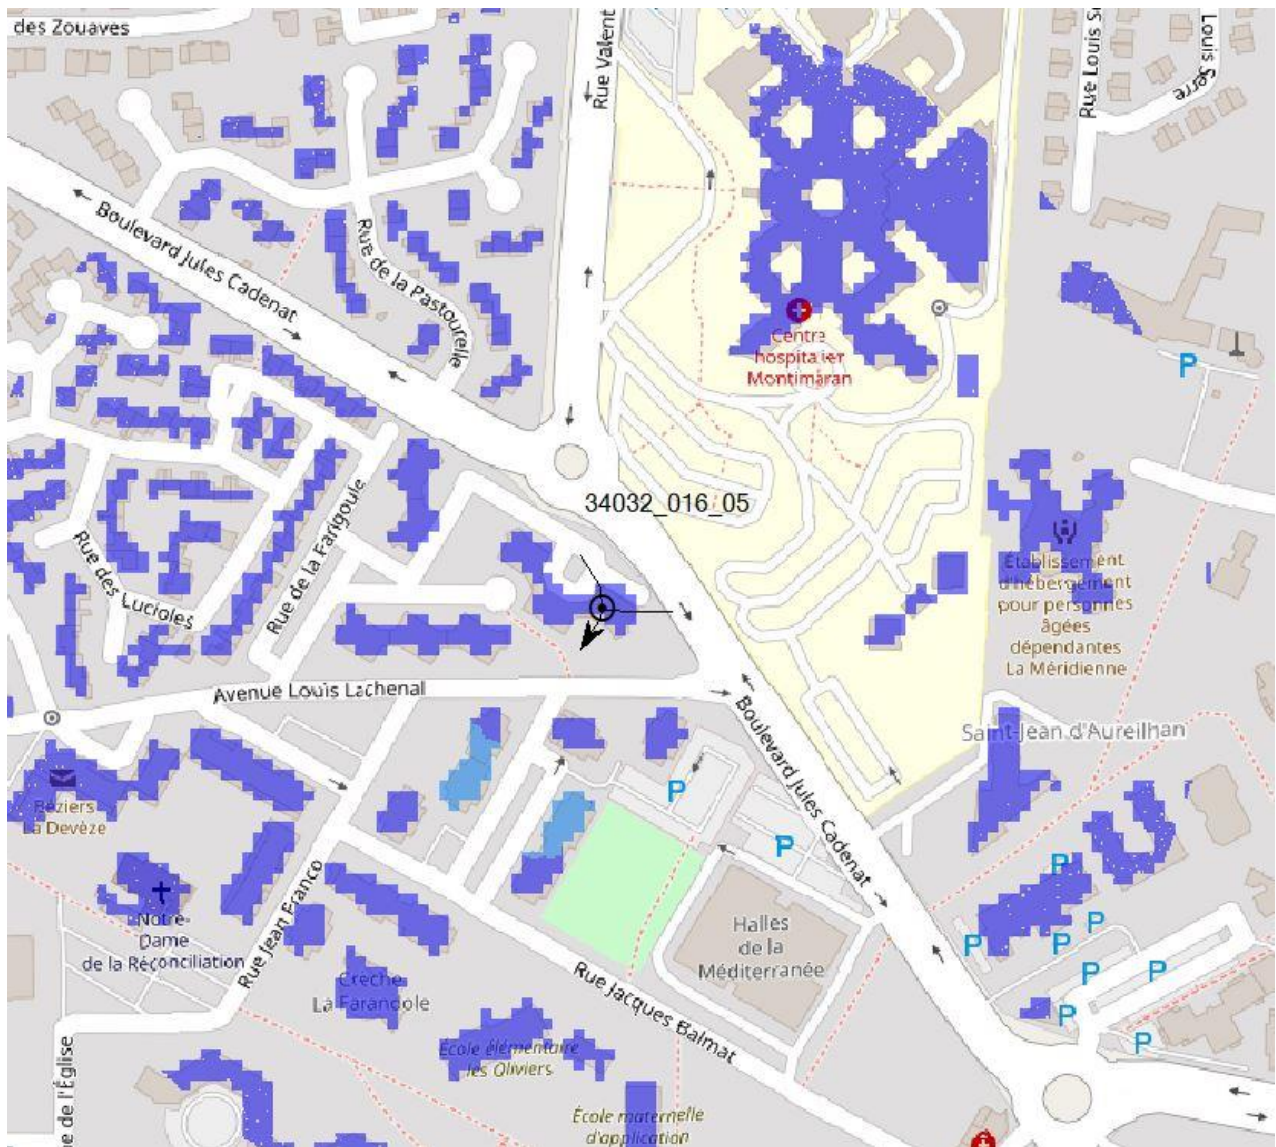 des Zouaves
Rue Valent
Rue Louis Se
Louis Serre
Boulevard Jules Cadenat
Rue de la Pastourelle
Centre
hospitalier
Montimaran
P
34032_016_05
Rue de la Farigoule
Rue des Lucioles
Établissement
d'hébergement
pour personnes
âgées
dépendantes
La Méridienne
Avenue Louis Lachenal
Saint-Jean d'Aureilhan
Boulevard Jules Cadenat
Béziers
La Devèze
P
P
P
Notre-
Dame
de la Réconciliation
Rue Jean Franco
Halles
de la
Méditerranée
P
P
P
P
P
P
P
Crèche
La Farandole
Rue Jacques Balmat
École élémentaire
les Oliviers
e de l'Église
École maternelle
d'application